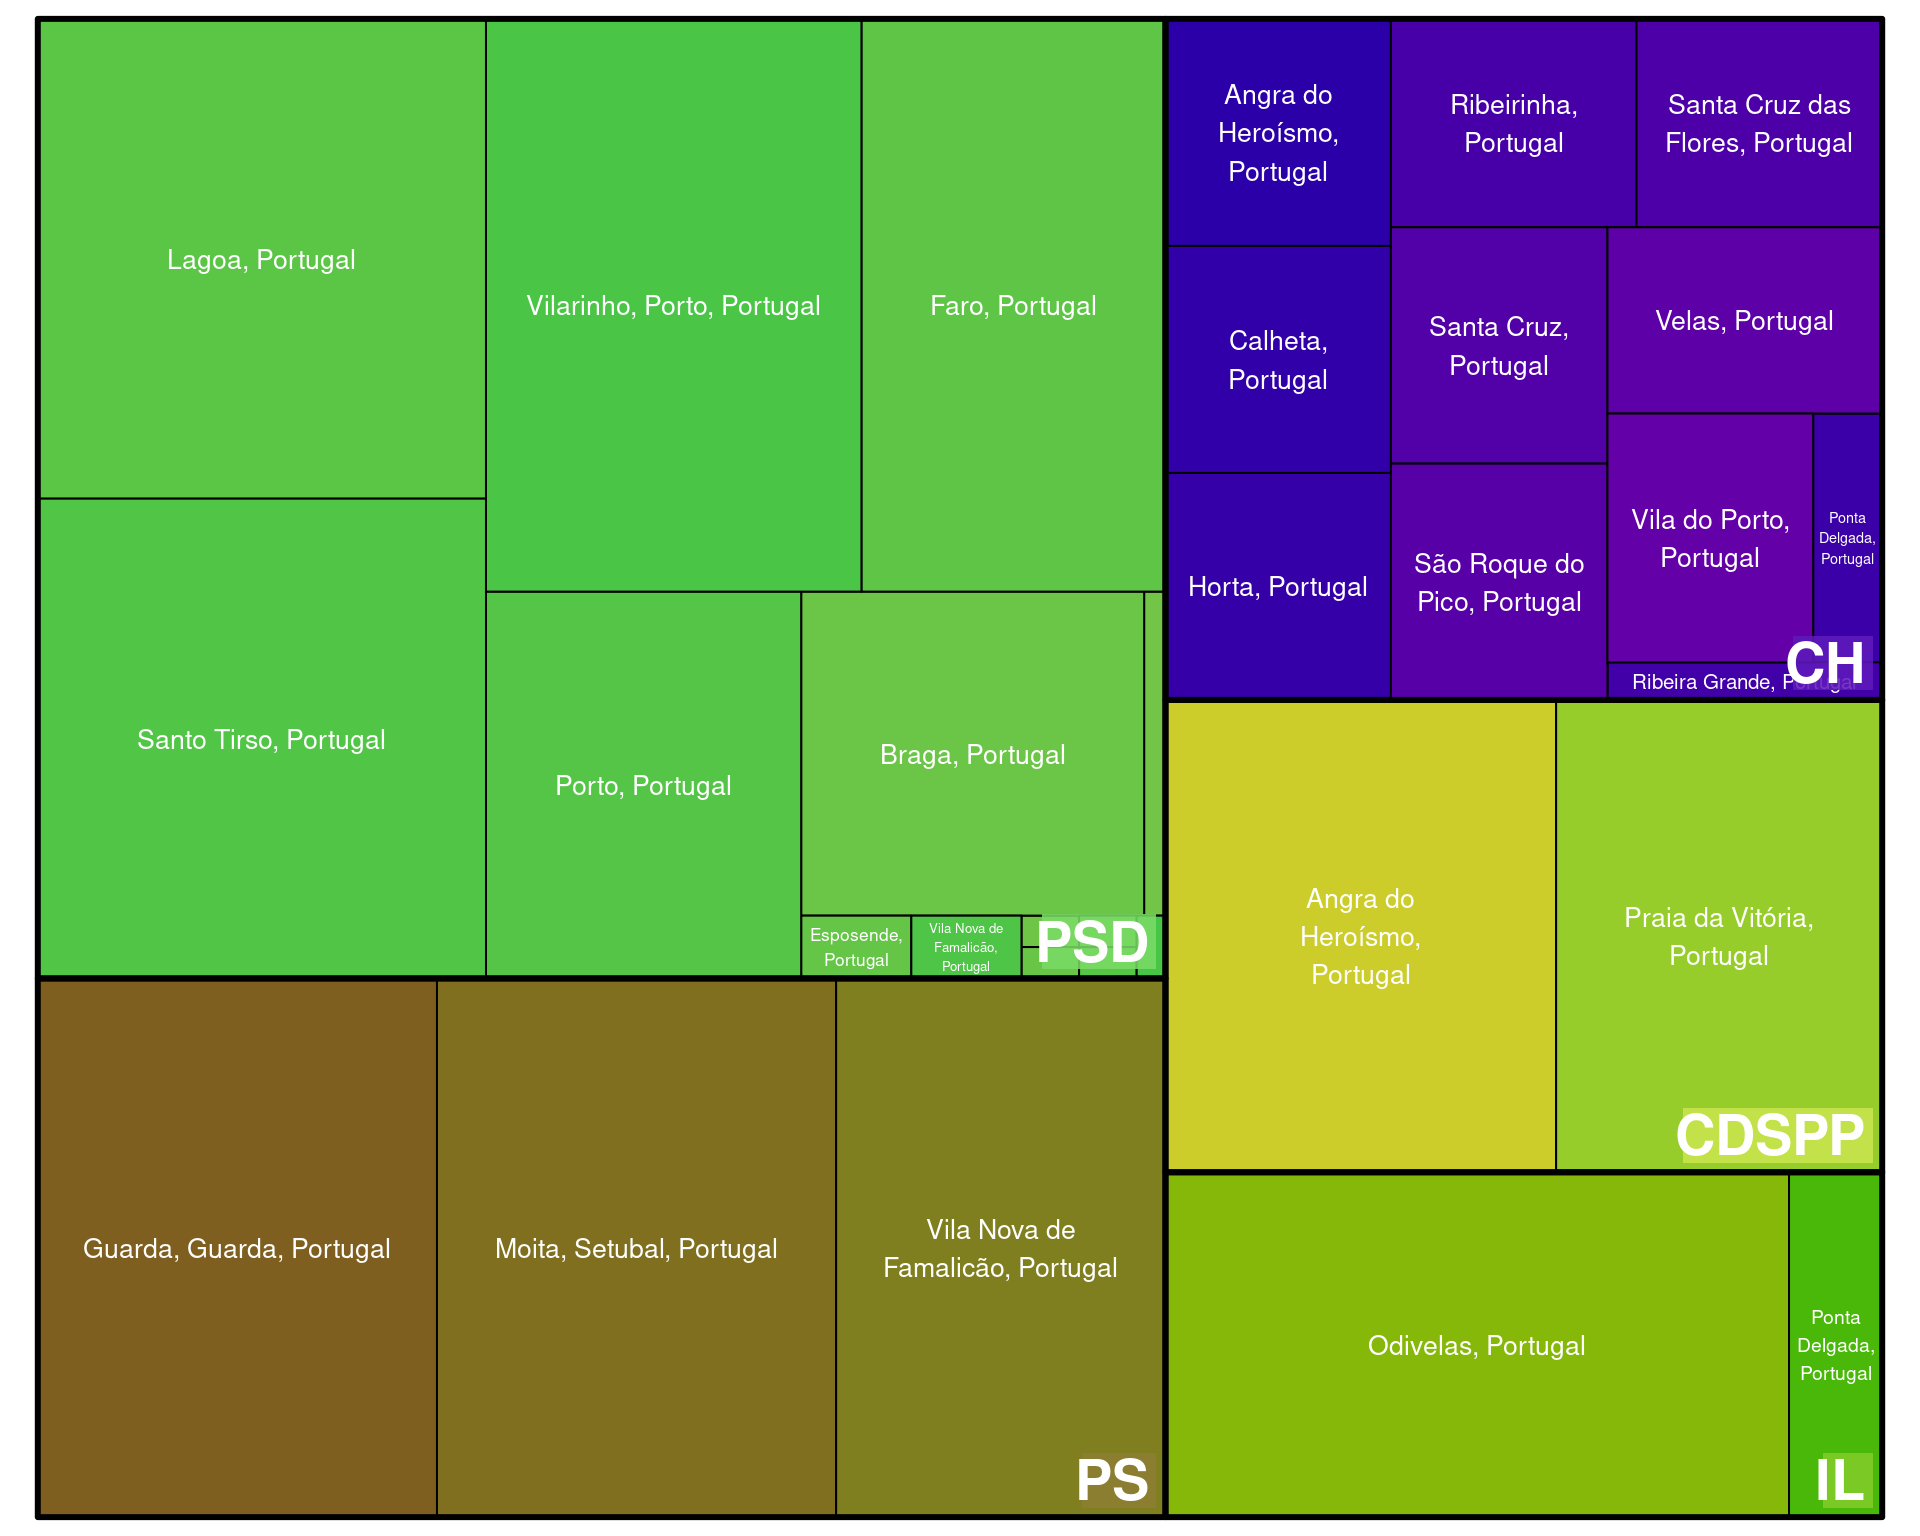 Lagoa, Portugal
Vilarinho, Porto, Portugal
Faro, Portugal
Santo Tirso, Portugal
Porto, Portugal
Braga, Portugal
Esposende,
Portugal
Vila Nova de
Famalicão,
Portugal
PSD
Angra do
Heroísmo,
Portugal
Ribeirinha,
Portugal
Santa Cruz das
Flores, Portugal
Calheta,
Portugal
Santa Cruz,
Portugal
Velas, Portugal
Horta, Portugal
São Roque do
Pico, Portugal
Vila do Porto,
Portugal
Ponta
Delgada,
Portugal
Ribeira Grande, Portugal
CH
Guarda, Guarda, Portugal
Moita, Setubal, Portugal
Vila Nova de
Famalicão, Portugal
PS
Angra do
Heroísmo,
Portugal
Praia da Vitória,
Portugal
CDSPP
Odivelas, Portugal
Ponta
Delgada,
Portugal
IL